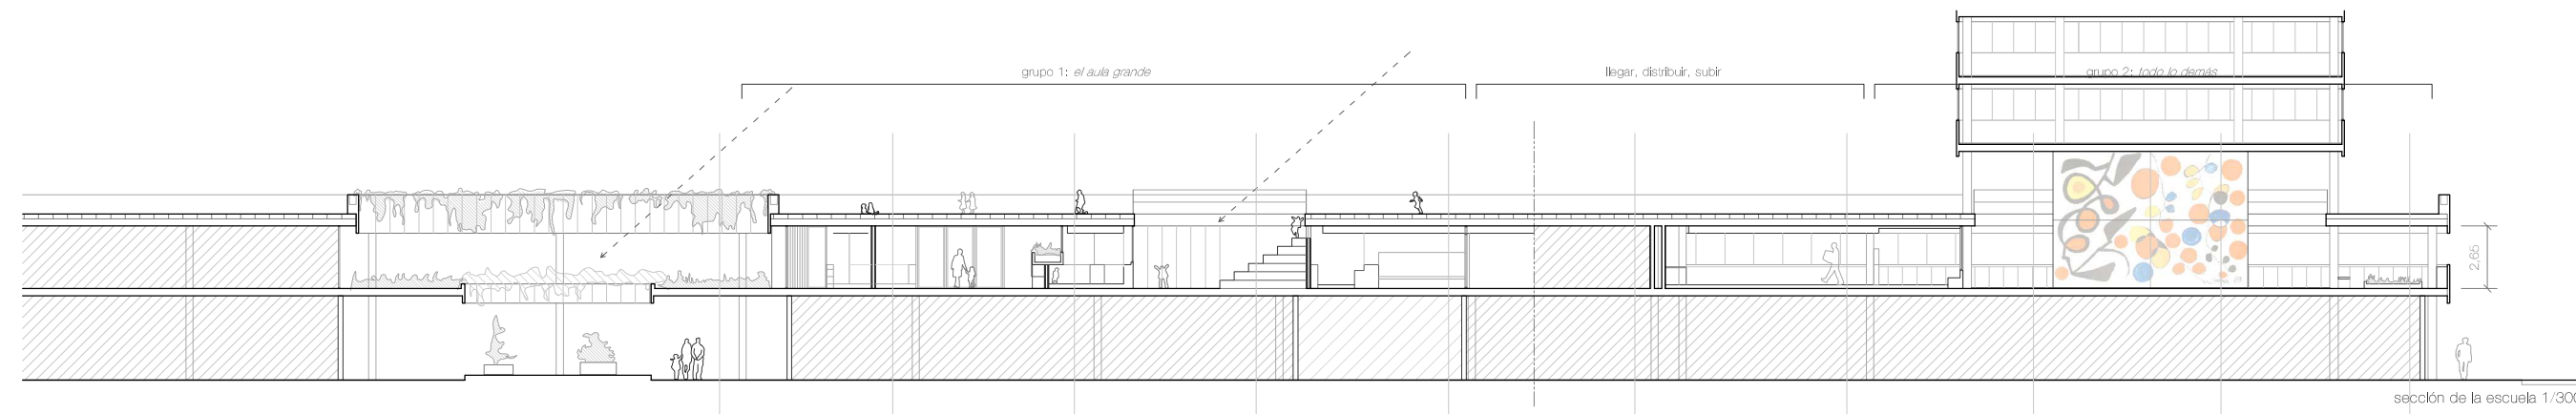 grupo 1: el aula grande
llegar, distribuir, subir
grupo 2: todo lo demás
2,65
sección de la escuela 1/300